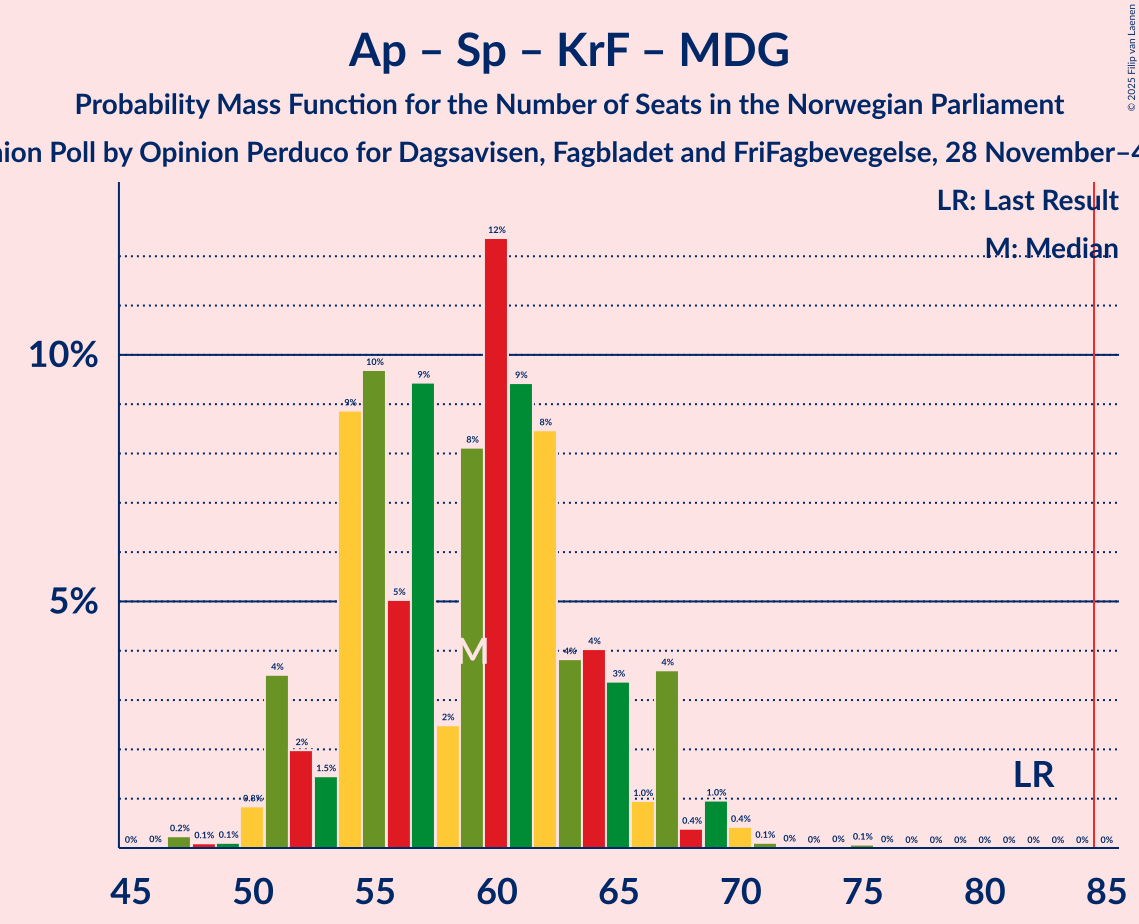 Ap – Sp – KrF – MDG
Probability Mass Function for the Number of Seats in the Norwegian Parliament
Poll by Opinion Perduco for Dagsavisen, Fagbladet and FriFagbevegelse, 28 November–4
© 2025 Filip van Laenen
LR: Last Result
M: Median
12%
10%
10%
9%
9%
9%
8%
8%
5%
5%
M
4%
4%
4%
4%
3%
2%
2%
1.5%
LR
0.8%
1.0%
1.0%
0% 0% 0.2% 0.1% 0.1% 0.4% 0.4% 0.1% 0% 0% 0% 0.1% 0% 0% 0% 0% 0% 0% 0% 0% 0% 0%
45 50 55 60 65 70 75 80 85